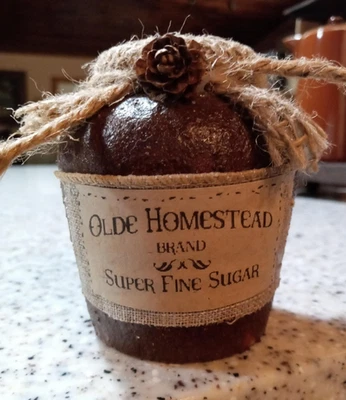 Olde Homestead
Brand
Super Fine Sugar